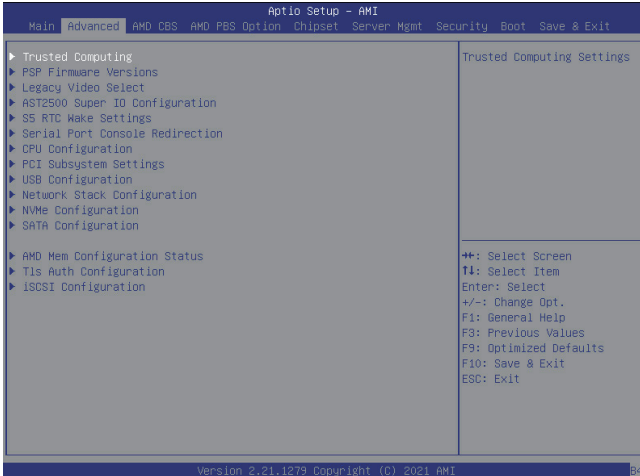 Aptio Setup – AMI
Main Advanced AMD CBS AMD PBS Option Chipset Server Mgmt Security Boot Save & Exit
Trusted Computing
PSP Firmware Versions
Legacy Video Select
AST2500 Super IO Configuration
S5 RTC Wake Settings
Serial Port Console Redirection
CPU Configuration
PCI Subsystem Settings
USB Configuration
Network Stack Configuration
NVMe Configuration
SATA Configuration
AMD Mem Configuration Status
Tls Auth Configuration
iSCSI Configuration
Trusted Computing Settings
→←: Select Screen
↑↓: Select Item
Enter: Select
+/-: Change Opt.
F1: General Help
F3: Previous Values
F9: Optimized Defaults
F10: Save & Exit
ESC: Exit
Version 2.21.1279 Copyright (C) 2021 AMI